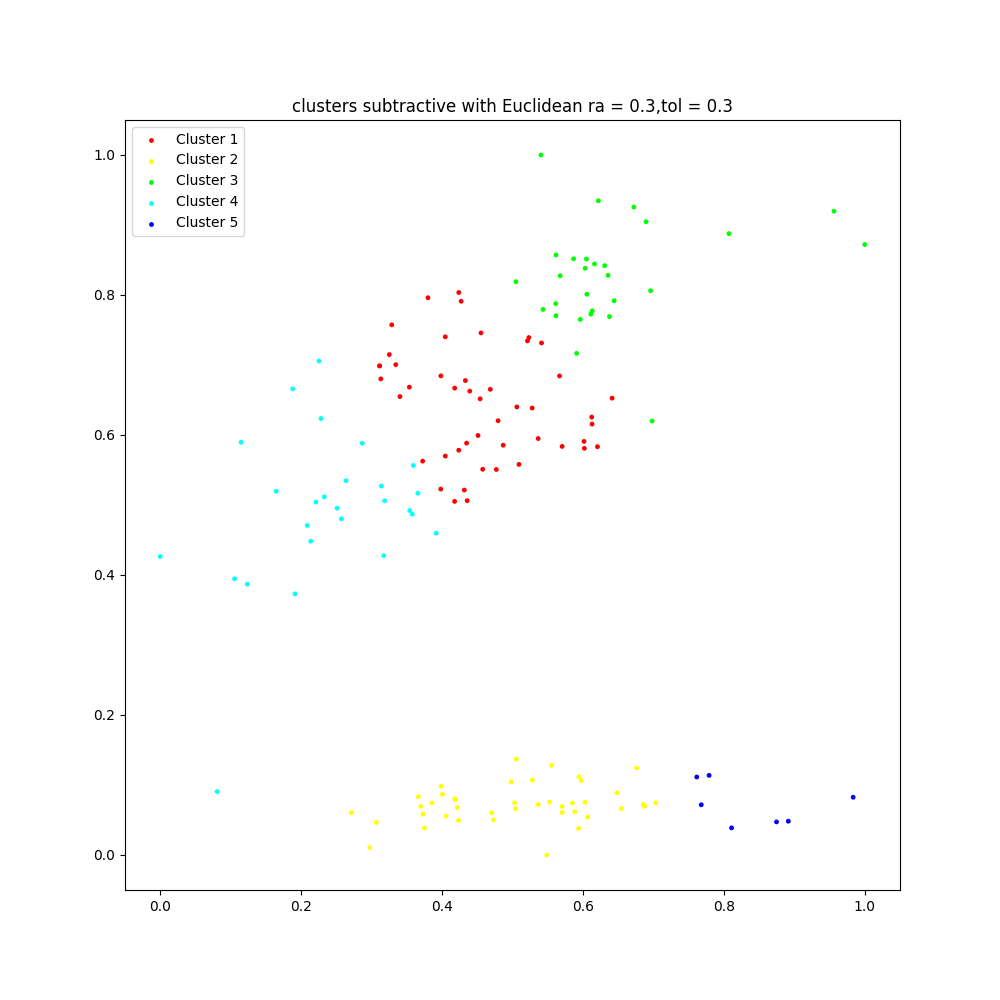 clusters subtractive with Euclidean ra = 0.3,tol = 0.3
Cluster 1
Cluster 2
Cluster 3
Cluster 4
Cluster 5
1.0
0.8
0.6
0.4
0.2
0.0
0.0 0.2 0.4 0.6 0.8 1.0